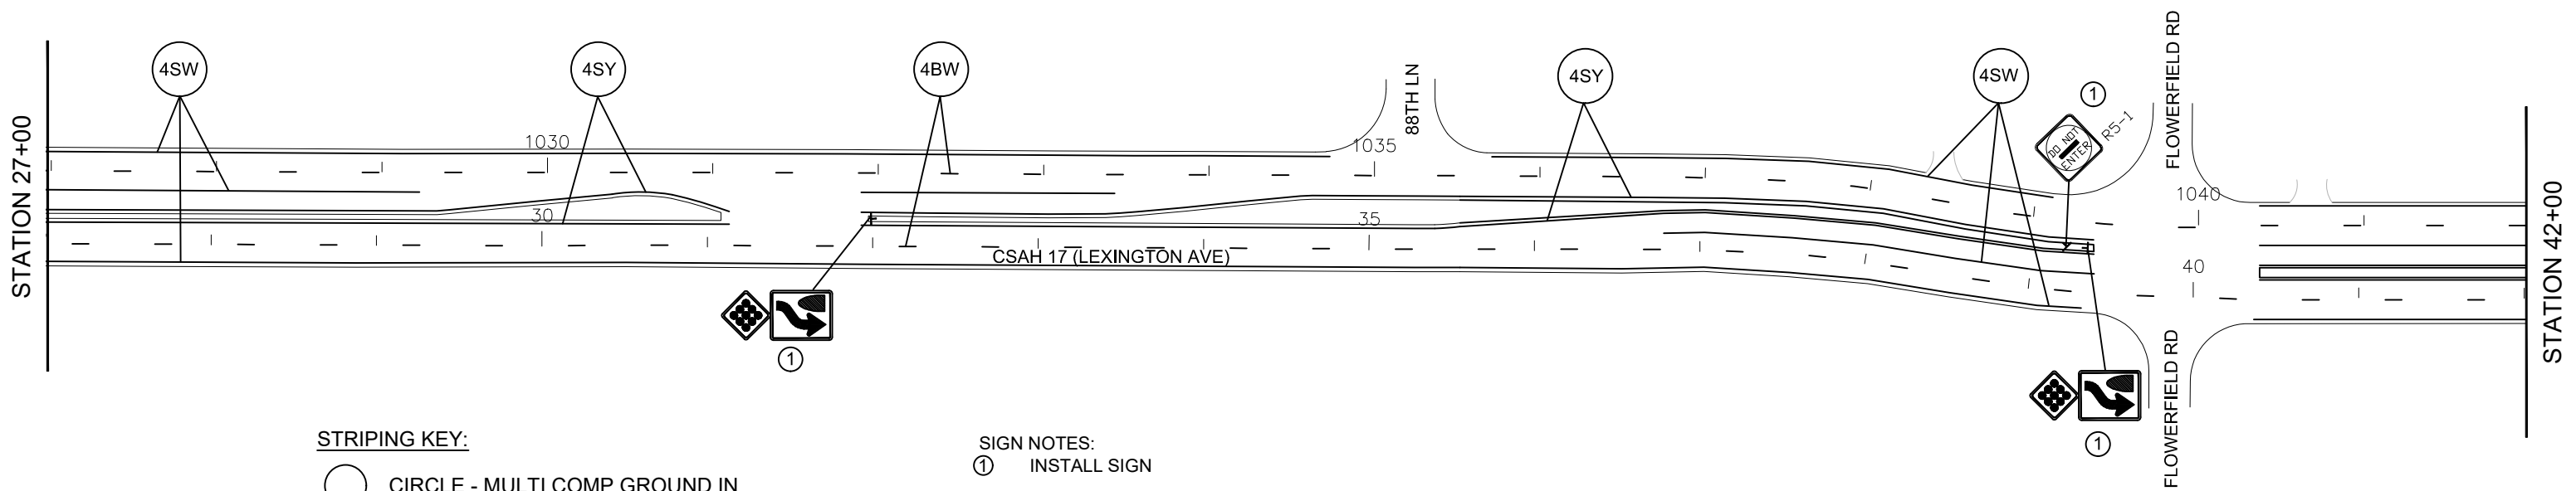 STATION 27+00
4SW
4SY
4BW
4SY
4SW
1
DO NOT
ENTER
R5-1
FLOWERFIELD RD
88TH LN
1030
1035
1040
30
35
40
CSAH 17 (LEXINGTON AVE)
STATION 42+00
1
1
FLOWERFIELD RD
STRIPING KEY:
CIRCLE - MULTI COMP GROUND IN
SIGN NOTES:
1 INSTALL SIGN